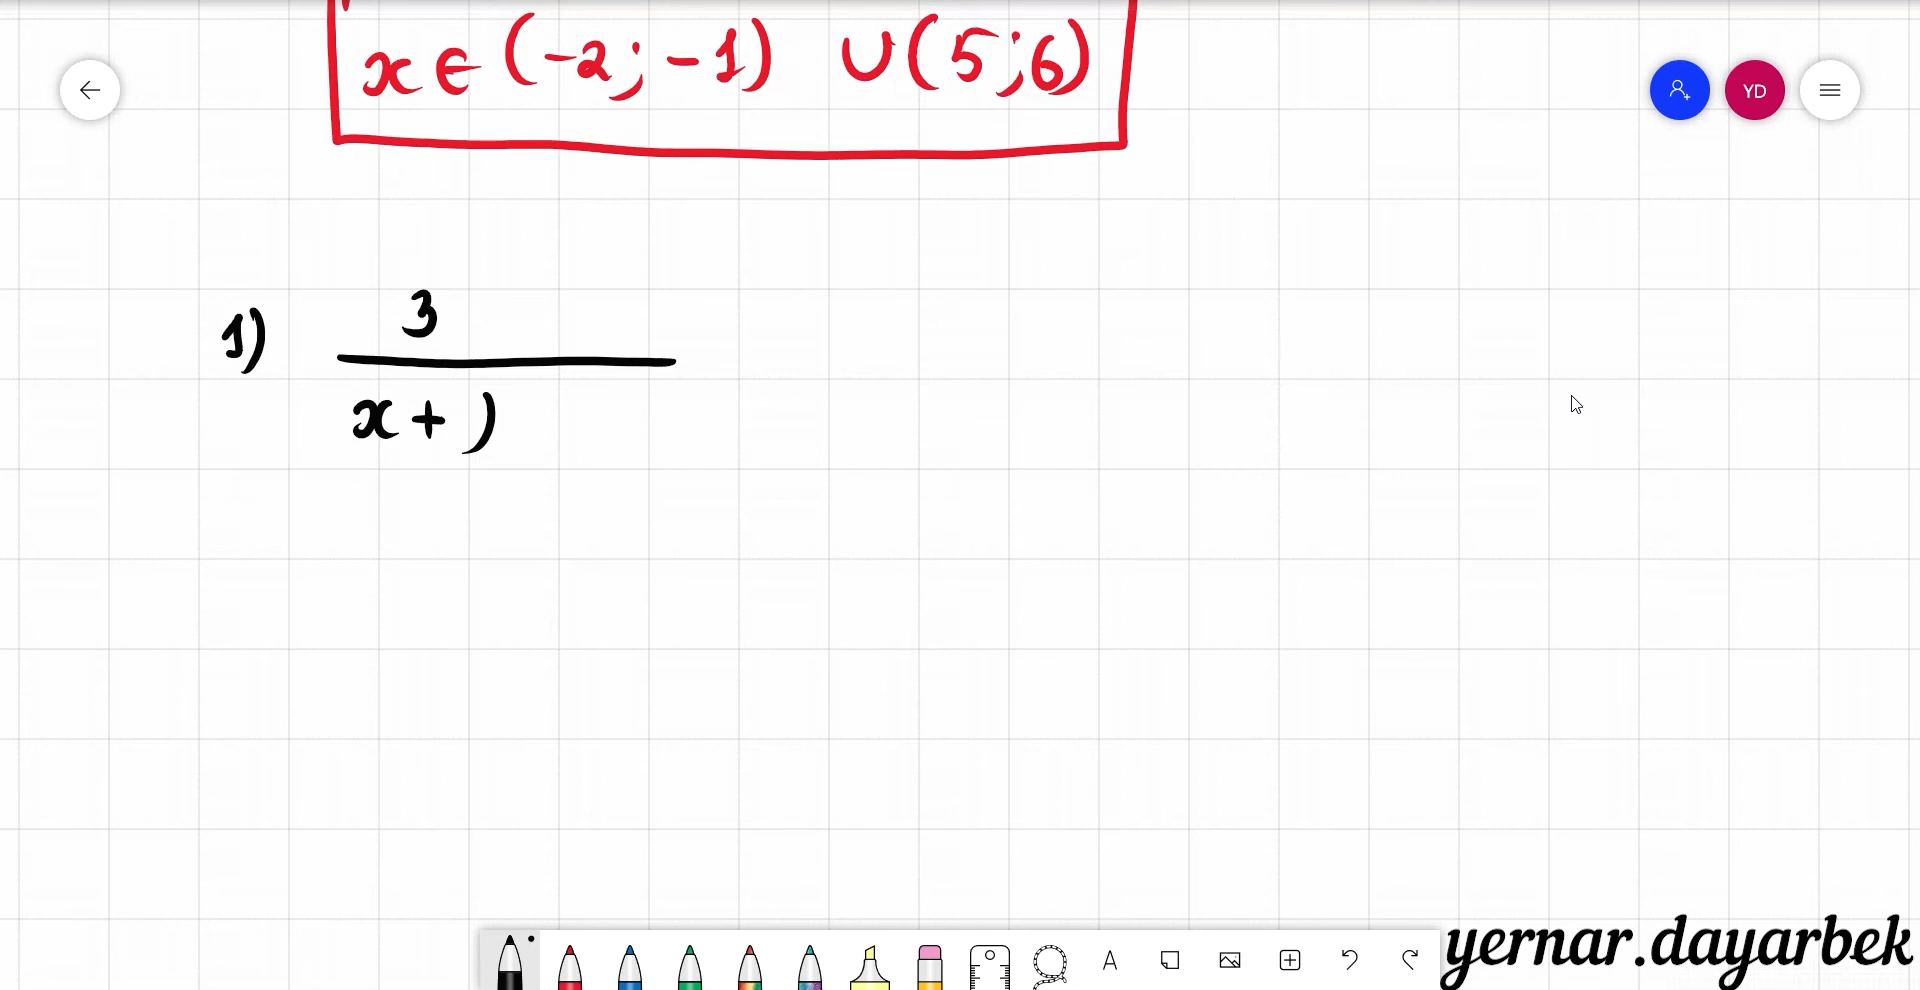 x ∈ (-2; -1) ∪ (5;6)
YD
1) 3
x + )
A
yernar.dayarbek